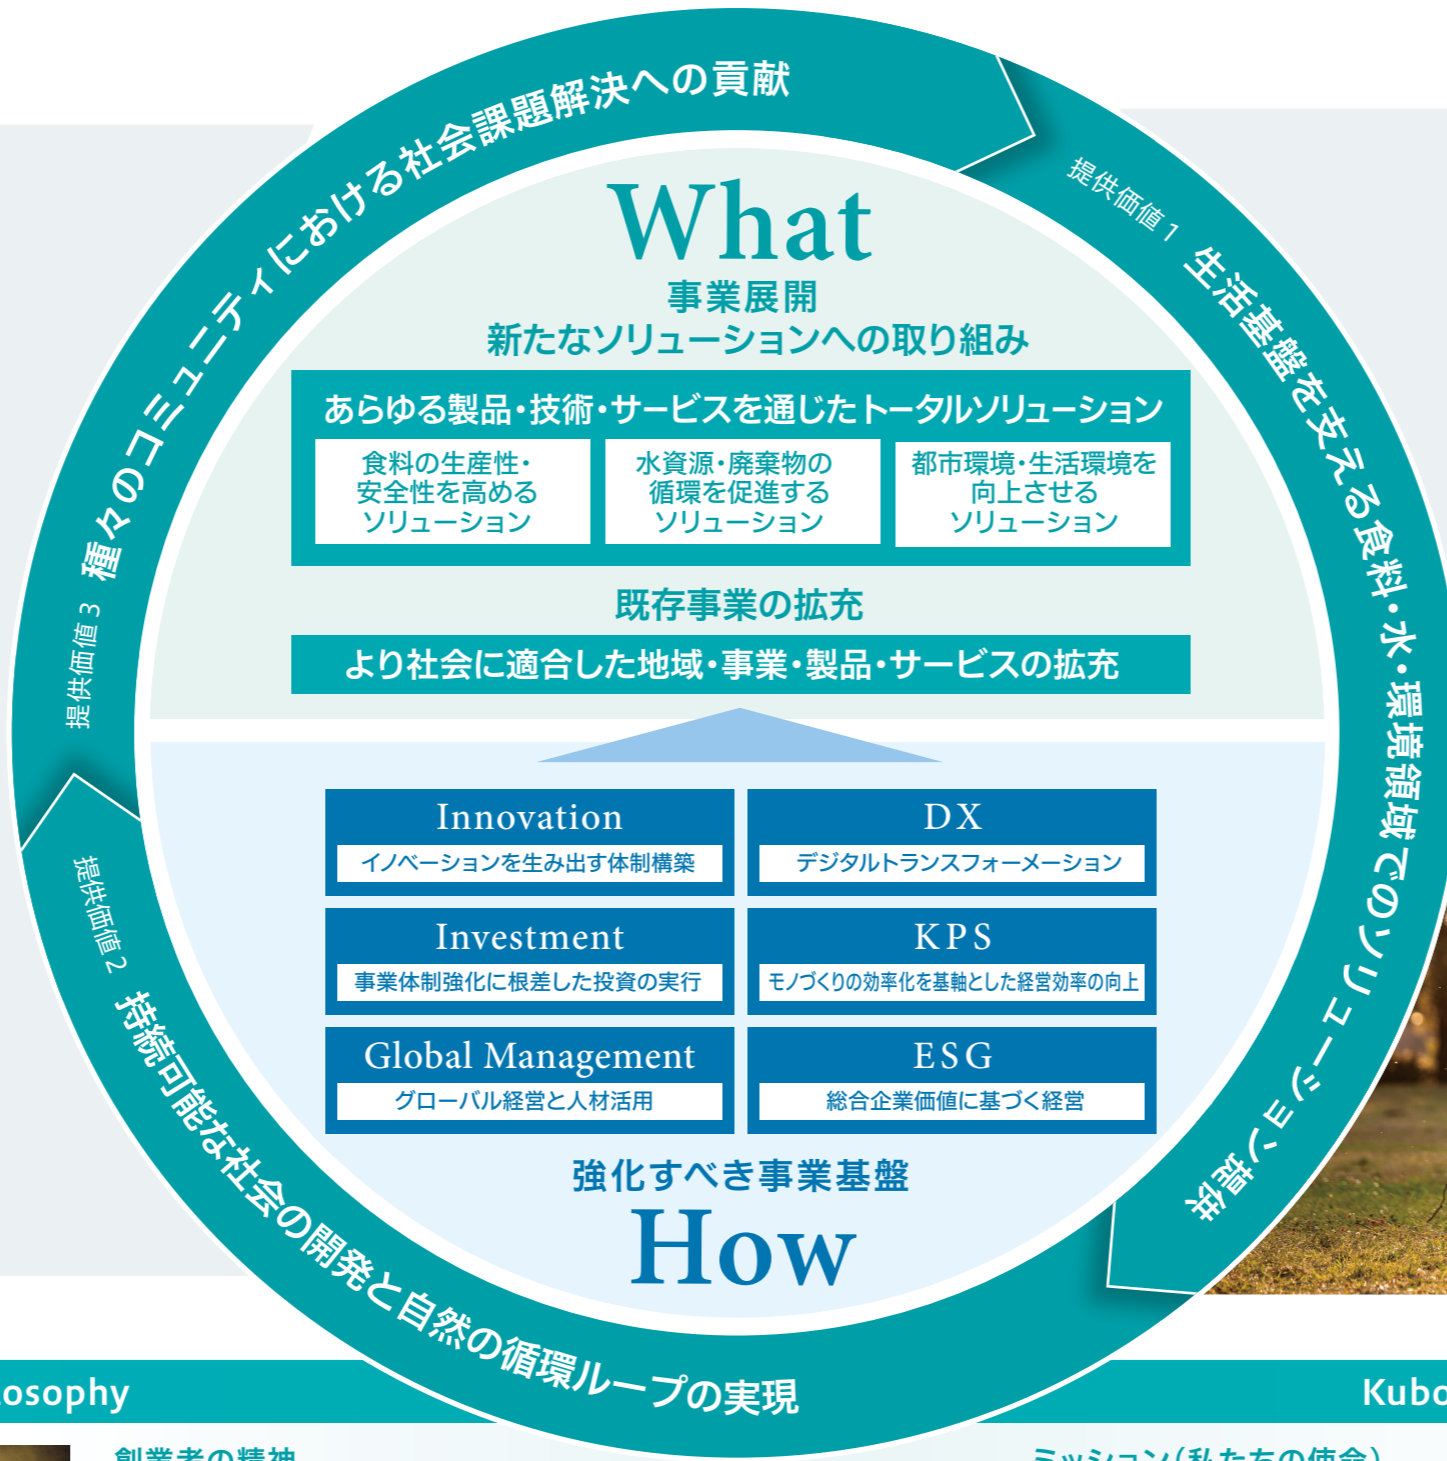 種々のコミュニティにおける社会課題解決への貢献
提供価値 3
提供価値 1
生活基盤を支える食料・水・環境領域でのソリューション提供
提供価値 2
持続可能な社会の開発と自然の循環ループの実現
What
事業展開
新たなソリューションへの取り組み
あらゆる製品・技術・サービスを通じたトータルソリューション
食料の生産性・
安全性を高める
ソリューション
水資源・廃棄物の
循環を促進する
ソリューション
都市環境・生活環境を
向上させる
ソリューション
既存事業の拡充
より社会に適合した地域・事業・製品・サービスの拡充
Innovation
イノベーションを生み出す体制構築
DX
デジタルトランスフォーメーション
Investment
事業体制強化に根差した投資の実行
KPS
モノづくりの効率化を基軸とした経営効率の向上
Global Management
グローバル経営と人材活用
ESG
総合企業価値に基づく経営
強化すべき事業基盤
How
osophy
Kubo
創業者の精神
ミッション(私たちの使命)